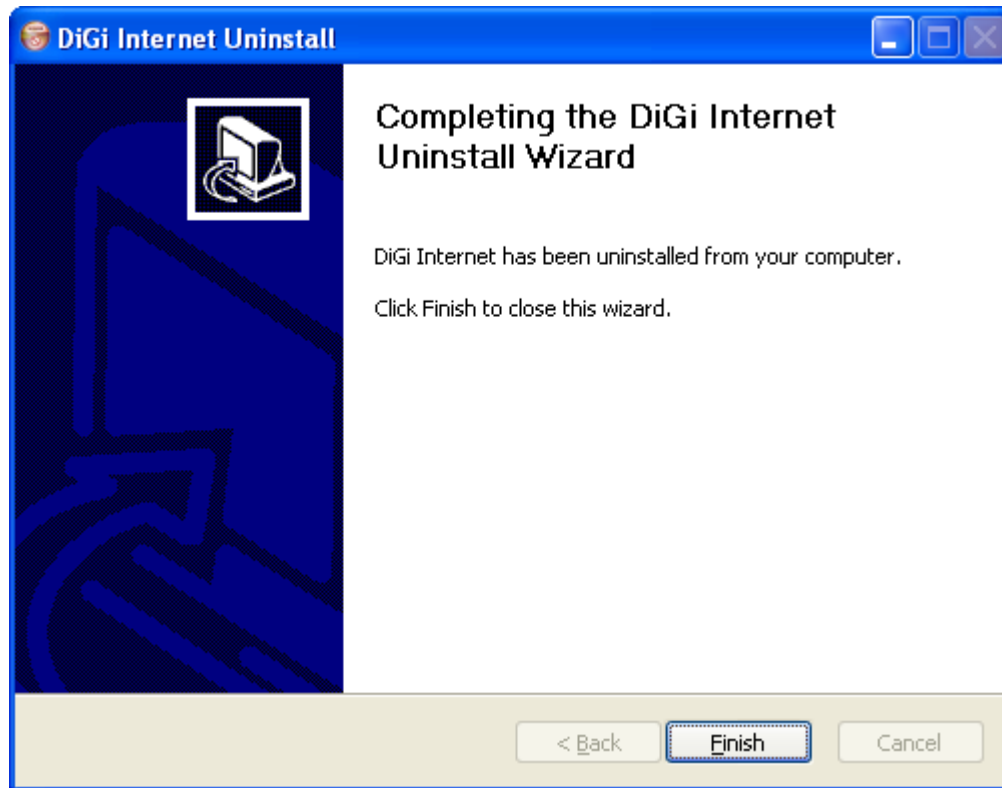 DiGi Internet Uninstall
Completing the DiGi Internet
Uninstall Wizard
DiGi Internet has been uninstalled from your computer.
Click Finish to close this wizard.
< Back
Finish
Cancel